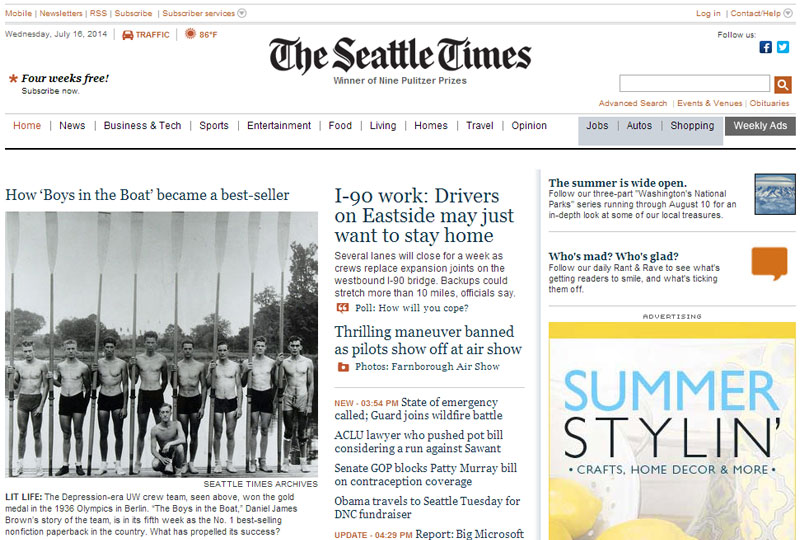 Mobile | Newsletters | RSS | Subscribe | Subscriber services
Log in | Contact/Help
Wednesday, July 16, 2014 | TRAFFIC | 86°F
Follow us:
The Seattle Times
Winner of Nine Pulitzer Prizes
Four weeks free!
Subscribe now.
Advanced Search | Events & Venues | Obituaries
Home | News | Business & Tech | Sports | Entertainment | Food | Living | Homes | Travel | Opinion
Jobs | Autos | Shopping
Weekly Ads
How ‘Boys in the Boat’ became a best-seller
SEATTLE TIMES ARCHIVES
LIT LIFE: The Depression-era UW crew team, seen above, won the gold
medal in the 1936 Olympics in Berlin. "The Boys in the Boat," Daniel James
Brown's story of the team, is in its fifth week as the No. 1 best-selling
nonfiction paperback in the country. What has propelled its success?
I-90 work: Drivers
on Eastside may just
want to stay home
Several lanes will close for a week as
crews replace expansion joints on the
westbound I-90 bridge. Backups could
stretch more than 10 miles, officials say.
Poll: How will you cope?
Thrilling maneuver banned
as pilots show off at air show
Photos: Farnborough Air Show
NEW - 03:54 PM State of emergency
called; Guard joins wildfire battle
ACLU lawyer who pushed pot bill
considering a run against Sawant
Senate GOP blocks Patty Murray bill
on contraception coverage
Obama travels to Seattle Tuesday for
DNC fundraiser
UPDATE - 04:29 PM Report: Big Microsoft
The summer is wide open.
Follow our three-part "Washington's National
Parks" series running through August 10 for an
in-depth look at some of our local treasures.
Who's mad? Who's glad?
Follow our daily Rant & Rave to see what's
getting readers to smile, and what's ticking
them off.
ADVERTISING
SUMMER
STYLIN'
• CRAFTS, HOME DECOR & MORE •